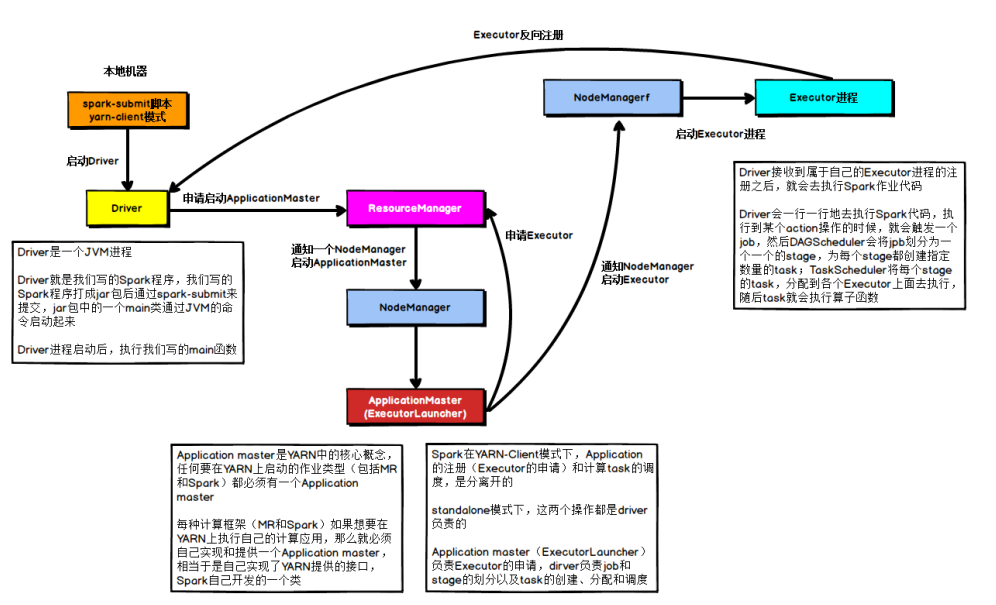 Executor反向注册
本地机器
spark-submit脚本
yarn-client模式
NodeManagerf
Executor进程
启动Executor进程
启动Driver
Driver
申请启动ApplicationMaster
ResourceManager
申请Executor
通知一个NodeManager
启动ApplicationMaster
通知NodeManager
启动Executor
NodeManager
ApplicationMaster
(ExecutorLauncher)
Driver接收到属于自己的Executor进程的注
册之后，就会去执行Spark作业代码
Driver会一行一行地去执行Spark代码，执
行到某个action操作的时候，就会触发一个
job，然后DAGScheduler会将jpb划分为一
个一个的stage，为每个stage都创建指定
数量的task；TaskScheduler将每个stage
的task，分配到各个Executor上面去执行，
随后task就会执行算子函数
Driver是一个JVM进程
Driver就是我们写的Spark程序，我们写的
Spark程序打成jar包后通过spark-submit来
提交，jar包中的一个main类通过JVM的命
令启动起来
Driver进程启动后，执行我们写的main函数
Application master是YARN中的核心概念，
任何要在YARN上启动的作业类型（包括MR
和Spark）都必须有一个Application
master
每种计算框架（MR和Spark）如果想要在
YARN上执行自己的计算应用，那么就必须
自己实现和提供一个Application master，
相当于是自己实现了YARN提供的接口，
Spark自己开发的一个类
Spark在YARN-Client模式下，Application
的注册（Executor的申请）和计算task的调
度，是分离开的
standalone模式下，这两个操作都是driver
负责的
Application master（ExecutorLauncher）
负责Executor的申请，dirver负责job和
stage的划分以及task的创建、分配和调度